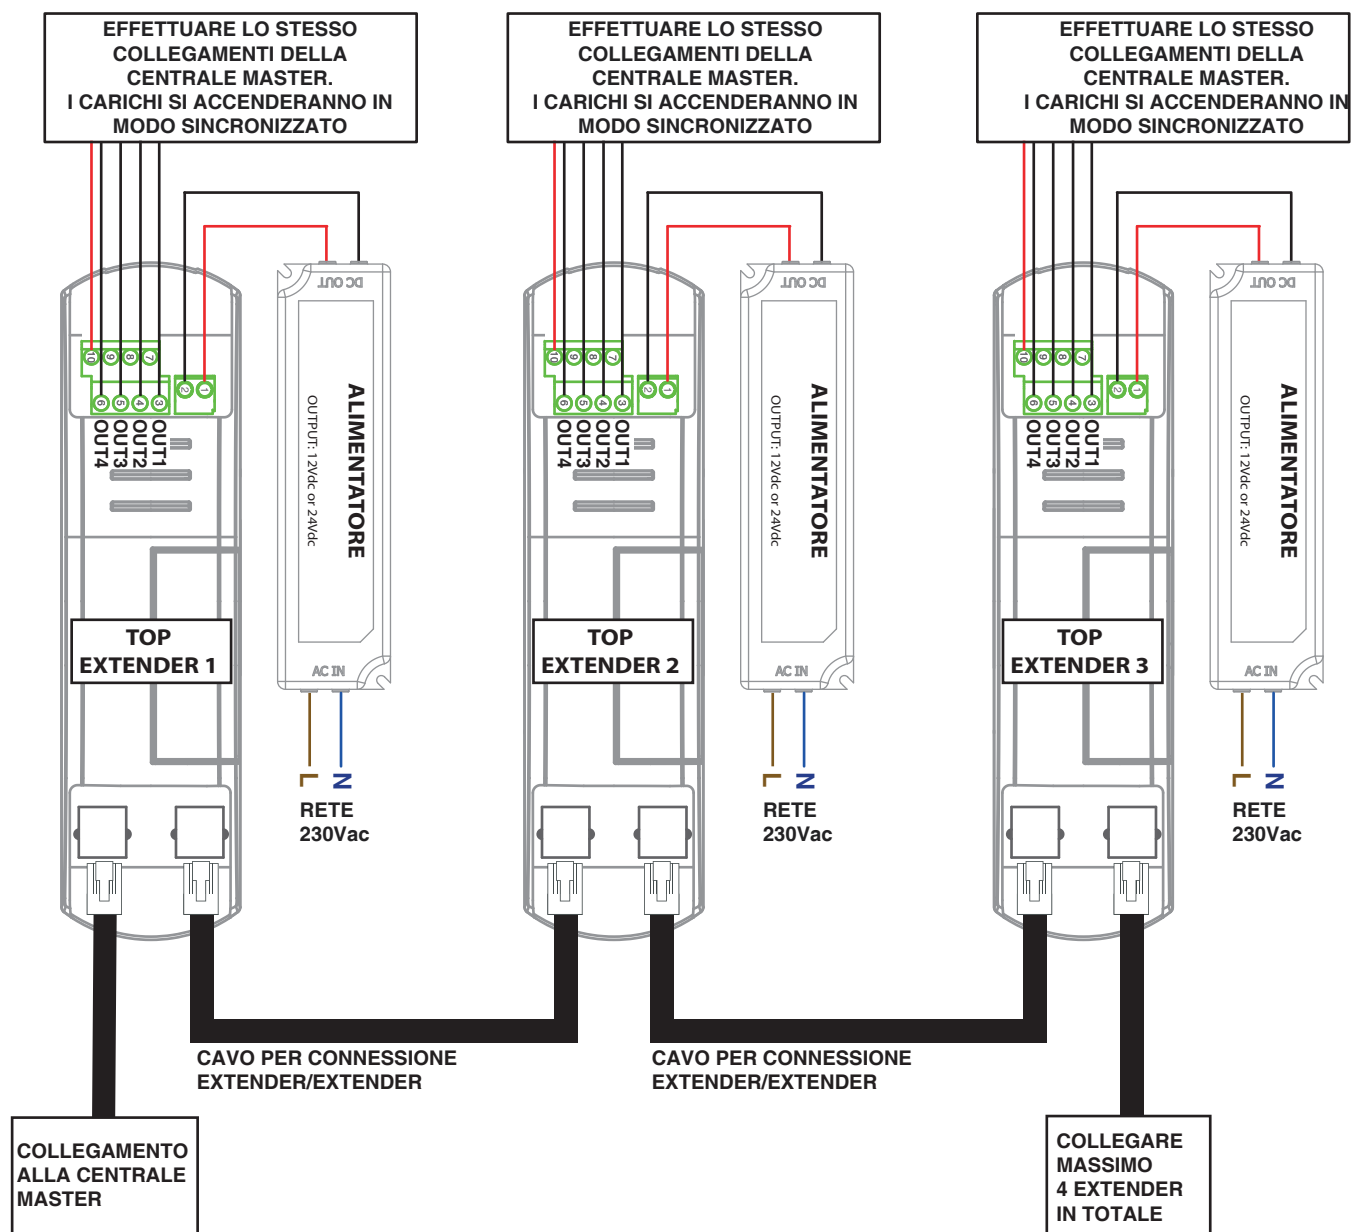 EFFETTUARE LO STESSO
COLLEGAMENTI DELLA
CENTRALE MASTER.
I CARICHI SI ACCENDERANNO IN
MODO SINCRONIZZATO
EFFETTUARE LO STESSO
COLLEGAMENTI DELLA
CENTRALE MASTER.
I CARICHI SI ACCENDERANNO IN
MODO SINCRONIZZATO
EFFETTUARE LO STESSO
COLLEGAMENTI DELLA
CENTRALE MASTER.
I CARICHI SI ACCENDERANNO IN
MODO SINCRONIZZATO
10 9 8 7
6 5 4 3
2 1
OUT4
OUT3
OUT2
OUT1
DC OUT
ALIMENTATORE
OUTPUT: 12Vdc or 24Vdc
AC IN
TOP
EXTENDER 1
L N
RETE
230Vac
10 9 8 7
6 5 4 3
2 1
OUT4
OUT3
OUT2
OUT1
DC OUT
ALIMENTATORE
OUTPUT: 12Vdc or 24Vdc
AC IN
TOP
EXTENDER 2
L N
RETE
230Vac
10 9 8 7
6 5 4 3
2 1
OUT4
OUT3
OUT2
OUT1
DC OUT
ALIMENTATORE
OUTPUT: 12Vdc or 24Vdc
AC IN
TOP
EXTENDER 3
L N
RETE
230Vac
CAVO PER CONNESSIONE
EXTENDER/EXTENDER
CAVO PER CONNESSIONE
EXTENDER/EXTENDER
COLLEGAMENTO
ALLA CENTRALE
MASTER
COLLEGARE
MASSIMO
4 EXTENDER
IN TOTALE